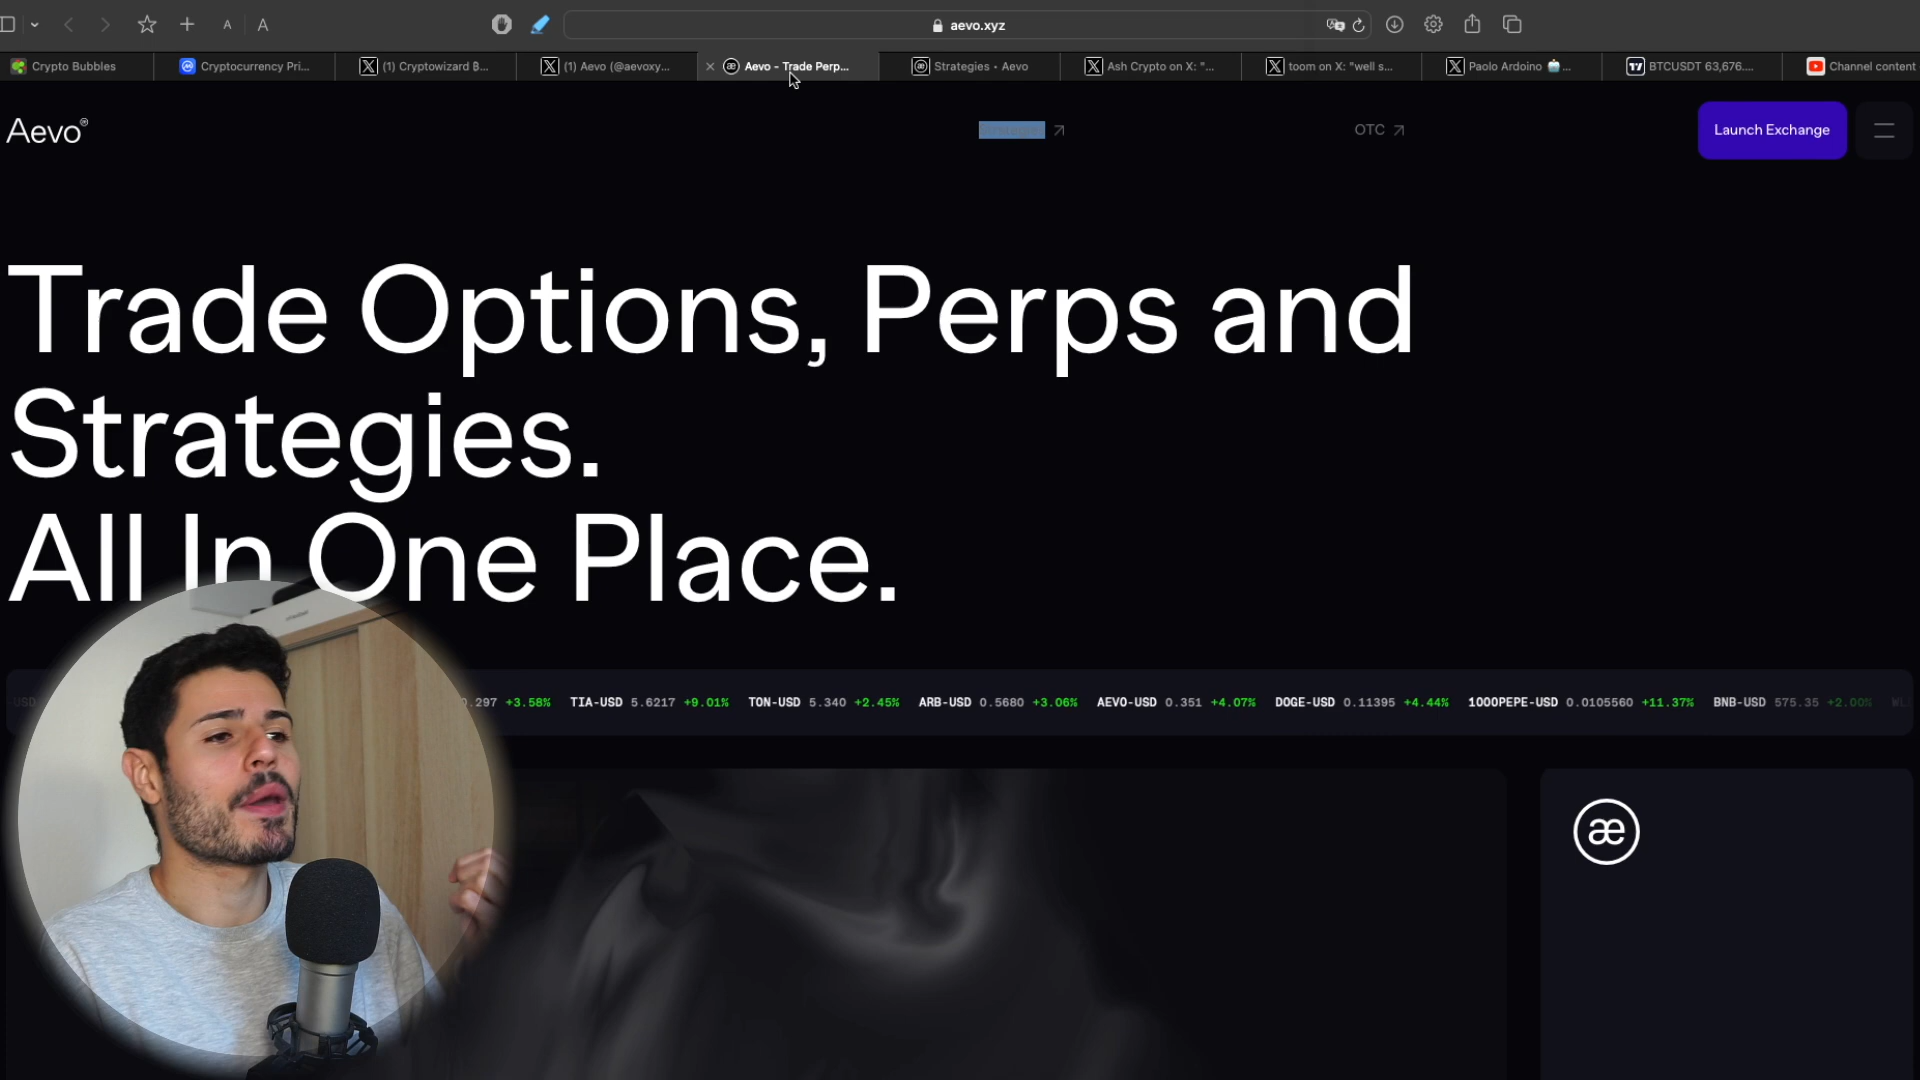 A A aevo.xyz
Crypto Bubbles Cryptocurrency Pri... (1) Cryptowizard B... (1) Aevo (@aevoxy... Aevo - Trade Perp... Strategies • Aevo Ash Crypto on X: "... toom on X: "well s... Paolo Ardoino ... BTCUSDT 63,676.... Channel content
Aevo Strategies OTC Launch Exchange
Trade Options, Perps and
Strategies.
All In One Place.
USD 0.297 +3.58% TIA-USD 5.6217 +9.01% TON-USD 5.340 +2.45% ARB-USD 0.5680 +3.06% AEVO-USD 0.351 +4.07% DOGE-USD 0.11395 +4.44% 1000PEPE-USD 0.0105560 +11.37% BNB-USD 575.35 +2.00%
æ